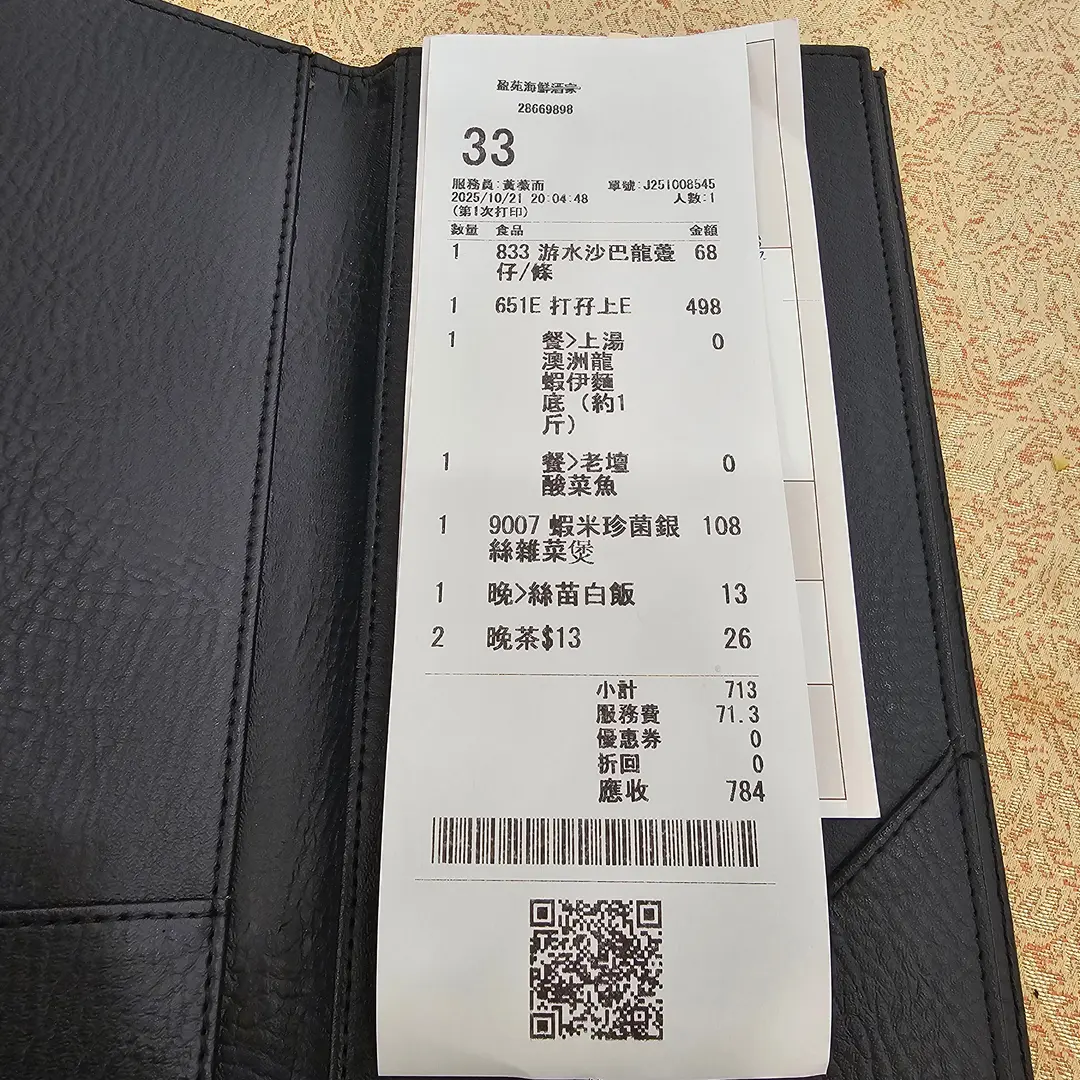 盈苑海鮮酒家
28669898
33
服務員:黃薇而 單號:J251008545
2025/10/21 20:04:48 人數:1
(第1次打印)
數量 食品 金額
1 833 游水沙巴龍躉 68
仔/條
1 651E 打孖上E 498
1 餐>上湯 0
澳洲龍
蝦伊麵
底 (約1
斤)
1 餐>老壇 0
酸菜魚
1 9007 蝦米珍菌銀 108
絲雜菜煲
1 晚>絲苗白飯 13
2 晚茶$13 26
小計 713
服務費 71.3
優惠券 0
折回 0
應收 784